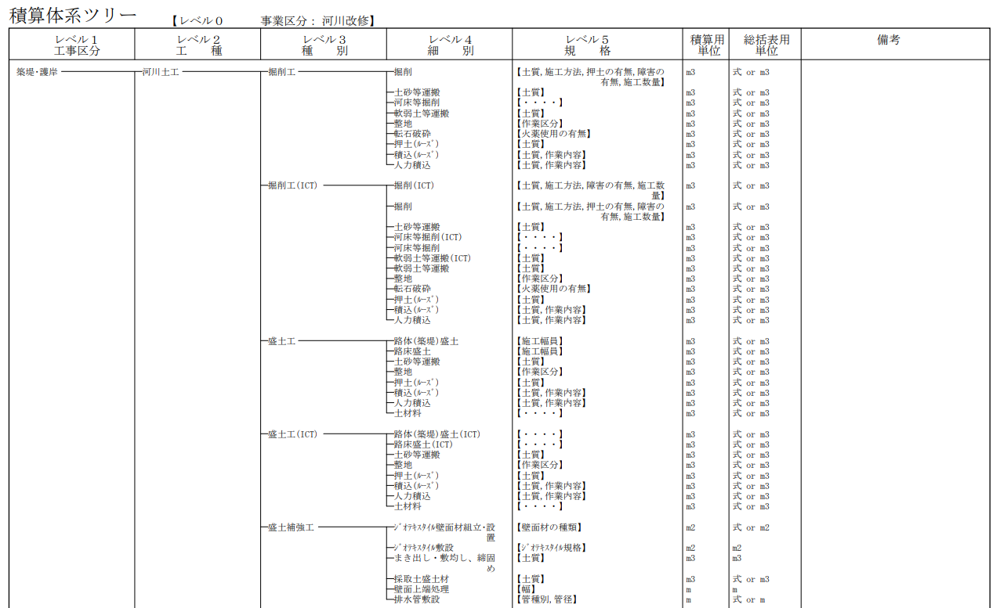 積算体系ツリー 【レベル０ 事業区分：河川改修】
レベル１ レベル２ レベル３ レベル４ レベル５ 積算用 総括表用 備考
工事区分 工　種 種　別 細　別 規　格 単位 単位
築堤･護岸 河川土工 掘削工 掘削 【土質,施工方法,押土の有無,障害の m3 式 or m3
有無,施工数量】
土砂等運搬 【土質】 m3 式 or m3
河床等掘削 【・・・・】 m3 式 or m3
軟弱土等運搬 【土質】 m3 式 or m3
整地 【作業区分】 m3 式 or m3
転石破砕 【火薬使用の有無】 m3 式 or m3
押土(ﾙｰｽﾞ) 【土質】 m3 式 or m3
積込(ﾙｰｽﾞ) 【土質,作業内容】 m3 式 or m3
人力積込 【土質,作業内容】 m3 式 or m3
掘削工(ICT) 掘削(ICT) 【土質,施工方法,障害の有無,施工数 m3 式 or m3
量】
掘削 【土質,施工方法,押土の有無,障害の m3 式 or m3
有無,施工数量】
土砂等運搬 【土質】 m3 式 or m3
河床等掘削(ICT) 【・・・・】 m3 式 or m3
河床等掘削 【・・・・】 m3 式 or m3
軟弱土等運搬(ICT) 【土質】 m3 式 or m3
軟弱土等運搬 【土質】 m3 式 or m3
整地 【作業区分】 m3 式 or m3
転石破砕 【火薬使用の有無】 m3 式 or m3
押土(ﾙｰｽﾞ) 【土質】 m3 式 or m3
積込(ﾙｰｽﾞ) 【土質,作業内容】 m3 式 or m3
人力積込 【土質,作業内容】 m3 式 or m3
盛土工 路体(築堤)盛土 【施工幅員】 m3 式 or m3
路床盛土 【施工幅員】 m3 式 or m3
土砂等運搬 【土質】 m3 式 or m3
整地 【作業区分】 m3 式 or m3
押土(ﾙｰｽﾞ) 【土質】 m3 式 or m3
積込(ﾙｰｽﾞ) 【土質,作業内容】 m3 式 or m3
人力積込 【土質,作業内容】 m3 式 or m3
土材料 【・・・・】 m3 式 or m3
盛土工(ICT) 路体(築堤)盛土(ICT) 【・・・・】 m3 式 or m3
路床盛土(ICT) 【・・・・】 m3 式 or m3
土砂等運搬 【土質】 m3 式 or m3
整地 【作業区分】 m3 式 or m3
押土(ﾙｰｽﾞ) 【土質】 m3 式 or m3
積込(ﾙｰｽﾞ) 【土質,作業内容】 m3 式 or m3
人力積込 【土質,作業内容】 m3 式 or m3
土材料 【・・・・】 m3 式 or m3
盛土補強工 ｼﾞｵﾃｷｽﾀｲﾙ壁面材組立･設 【壁面材の種類】 m2 式 or m2
置
ｼﾞｵﾃｷｽﾀｲﾙ敷設 【ｼﾞｵﾃｷｽﾀｲﾙ規格】 m2 m2
まき出し・敷均し、締固 【土質】 m3 m3
め
採取土盛土材 【土質】 m3 式 or m3
壁面上端処理 【幅】 m m
排水管敷設 【管種別,管径】 m 式 or m